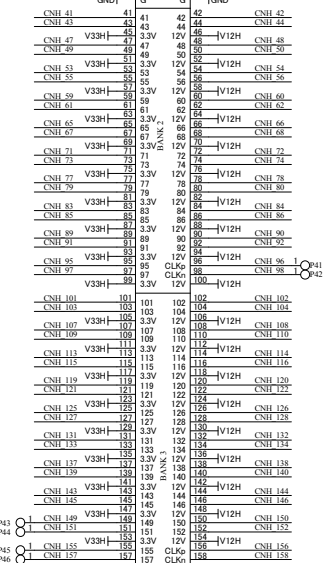 GND G G GND
CNH 41 41 41 42 42 CNH 42
CNH 43 43 43 44 44 CNH 44
V33H 45 3.3V 12V 46 V12H
CNH 47 47 47 48 48 CNH 48
CNH 49 49 49 50 50 CNH 50
V33H 51 3.3V 12V 52 V12H
CNH 53 53 53 54 54 CNH 54
CNH 55 55 55 56 56 CNH 56
V33H 57 3.3V 12V 58 V12H
CNH 59 59 59 60 60 CNH 60
CNH 61 61 61 62 62 CNH 62
V33H 63 3.3V 12V 64 V12H
CNH 65 65 65 66 66 CNH 66
CNH 67 67 67 68 68 CNH 68
BANK 2
V33H 69 3.3V 12V 70 V12H
CNH 71 71 71 72 72 CNH 72
CNH 73 73 73 74 74 CNH 74
V33H 75 3.3V 12V 76 V12H
CNH 77 77 77 78 78 CNH 78
CNH 79 79 79 80 80 CNH 80
V33H 81 3.3V 12V 82 V12H
CNH 83 83 83 84 84 CNH 84
CNH 85 85 85 86 86 CNH 86
V33H 87 3.3V 12V 88 V12H
CNH 89 89 89 90 90 CNH 90
CNH 91 91 91 92 92 CNH 92
V33H 93 3.3V 12V 94 V12H
CNH 95 95 95 CLKp 96 CNH 96 1 P41
CNH 97 97 97 CLKn 98 CNH 98 1 P42
V33H 99 3.3V 12V 100 V12H
CNH 101 101 101 102 102 CNH 102
CNH 103 103 103 104 104 CNH 104
V33H 105 3.3V 12V 106 V12H
CNH 107 107 107 108 108 CNH 108
CNH 109 109 109 110 110 CNH 110
V33H 111 3.3V 12V 112 V12H
CNH 113 113 113 114 114 CNH 114
CNH 115 115 115 116 116 CNH 116
V33H 117 3.3V 12V 118 V12H
CNH 119 119 119 120 120 CNH 120
CNH 121 121 121 122 122 CNH 122
V33H 123 3.3V 12V 124 V12H
CNH 125 125 125 126 126 CNH 126
CNH 127 127 127 128 128 CNH 128
V33H 129 3.3V 12V 130 V12H
CNH 131 131 131 132 132 CNH 132
CNH 133 133 133 134 134 CNH 134
BANK 3
V33H 135 3.3V 12V 136 V12H
CNH 137 137 137 138 138 CNH 138
CNH 139 139 139 140 140 CNH 140
V33H 141 3.3V 12V 142 V12H
CNH 143 143 143 144 144 CNH 144
CNH 145 145 145 146 146 CNH 146
V33H 147 3.3V 12V 148 V12H
P43 1 CNH 149 149 149 150 150 CNH 150
P44 1 CNH 151 151 151 152 152 CNH 152
V33H 153 3.3V 12V 154 V12H
P45 1 CNH 155 155 155 CLKp 156 CNH 156
P46 1 CNH 157 157 157 CLKn 158 CNH 158